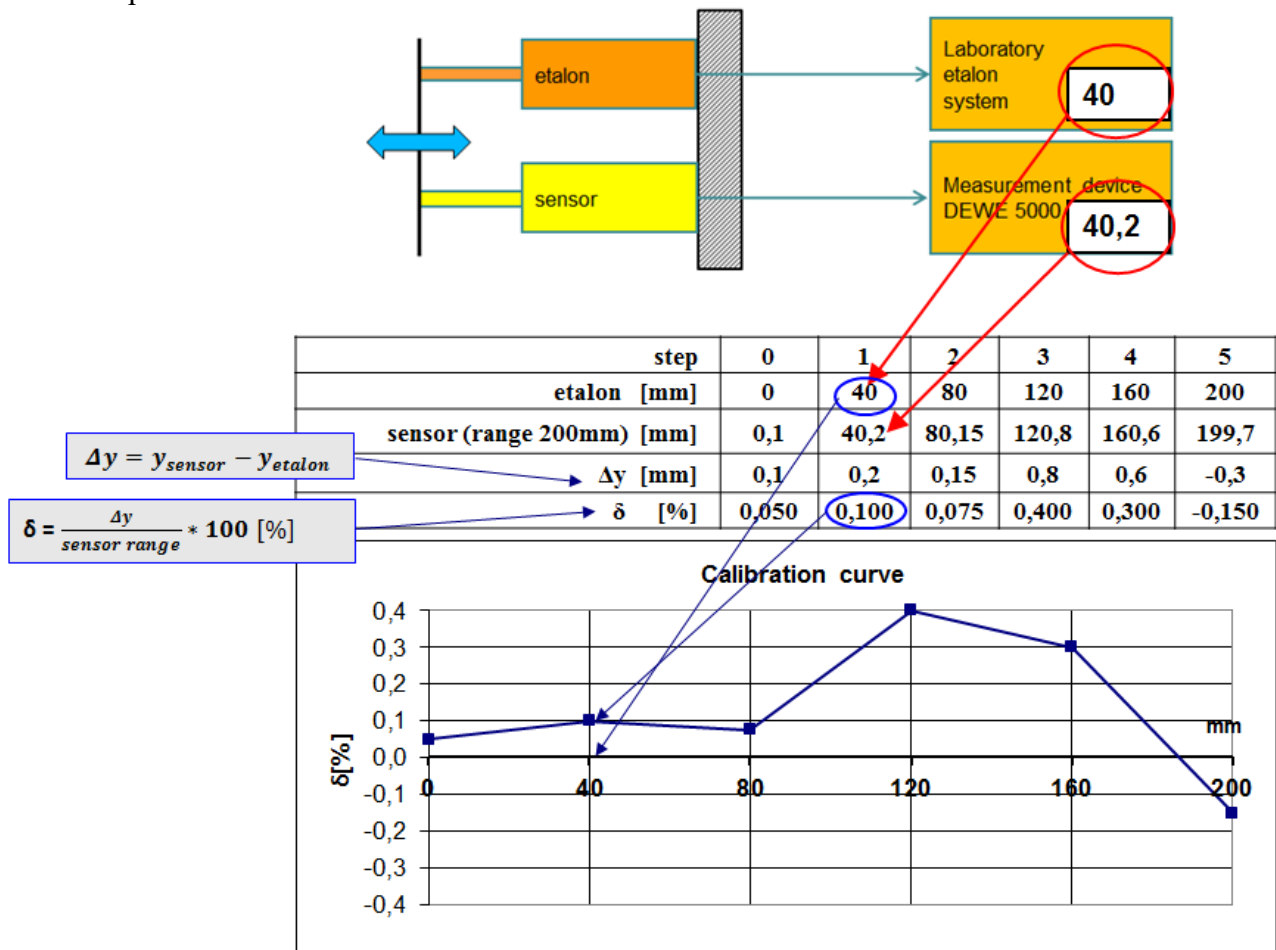 etalon
Laboratory
etalon
system
40
sensor
Measurement device
DEWE 5000
40,2
step 0 1 2 3 4 5
etalon [mm] 0 40 80 120 160 200
sensor (range 200mm) [mm] 0,1 40,2 80,15 120,8 160,6 199,7
Δy [mm] 0,1 0,2 0,15 0,8 0,6 -0,3
δ [%] 0,050 0,100 0,075 0,400 0,300 -0,150
Δy = y_sensor − y_etalon
δ = Δy / sensor range * 100 [%]
Calibration curve
0,4
0,3
0,2
0,1
0,0
-0,1
-0,2
-0,3
-0,4
δ[%]
mm
0 40 80 120 160 200